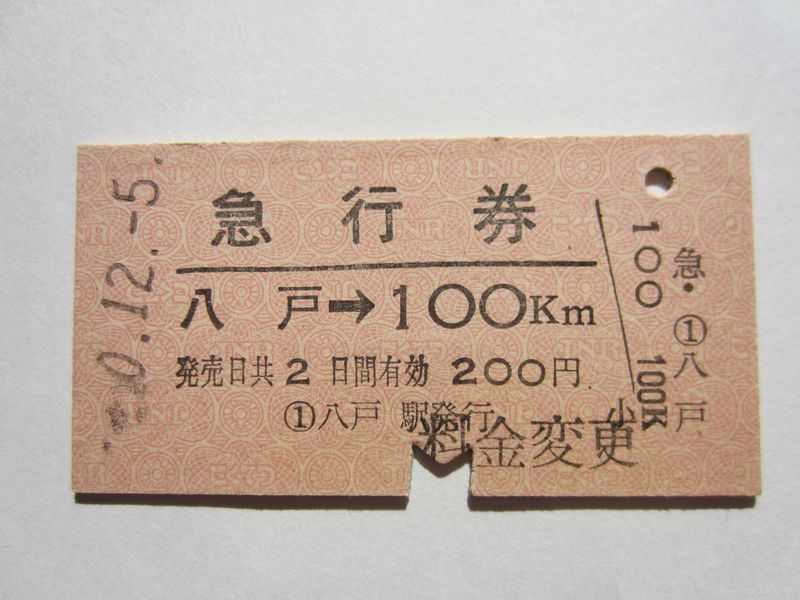 急行券
八戸→100Km
発売日共2日間有効 200円
①八戸駅発行
料金変更
小
100
100K
急・①八戸
0.12.-5.